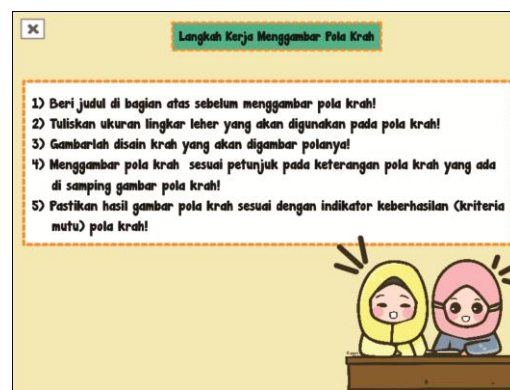 Langkah Kerja Menggambar Pola Krah
1) Beri judul di bagian atas sebelum menggambar pola krah!
2) Tuliskan ukuran lingkar leher yang akan digunakan pada pola krah!
3) Gambarlah disain krah yang akan digambar polanya!
4) Menggambar pola krah sesuai petunjuk pada keterangan pola krah yang ada
di samping gambar pola krah!
5) Pastikan hasil gambar pola krah sesuai dengan indikator keberhasilan (kriteria
mutu) pola krah!